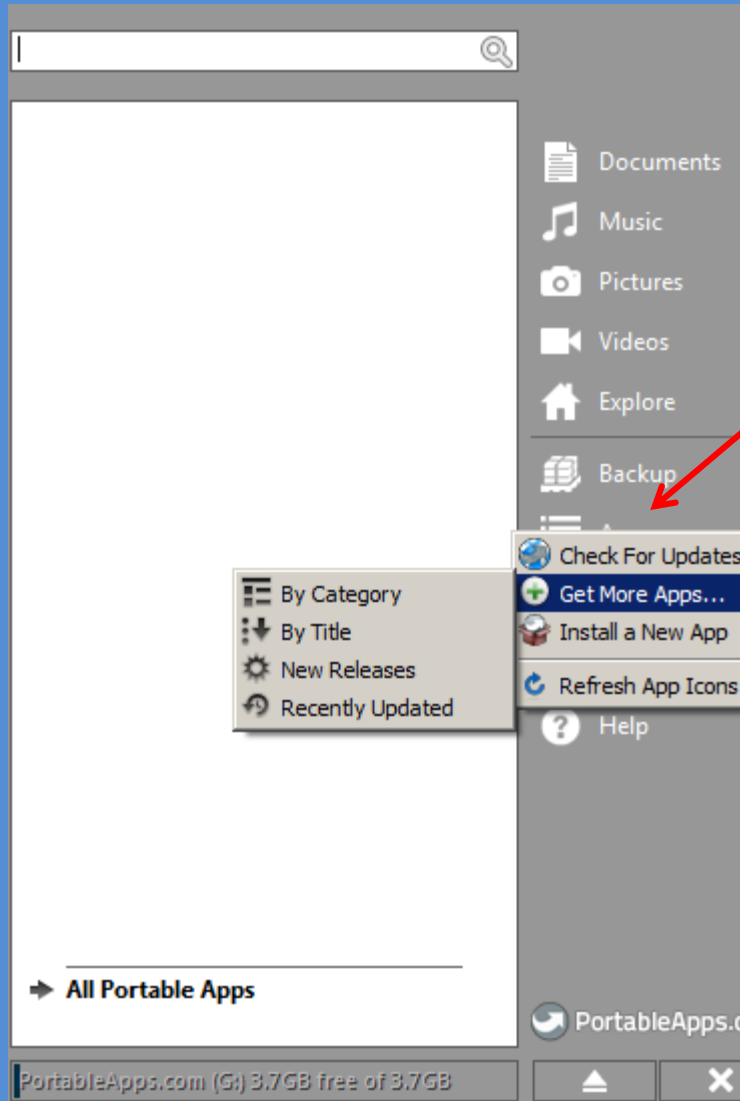 Documents
Music
Pictures
Videos
Explore
Backup
Check For Updates
Get More Apps...
Install a New App
Refresh App Icons
By Category
By Title
New Releases
Recently Updated
Help
All Portable Apps
PortableApps.c
PortableApps.com (G:) 3.7GB free of 3.7GB